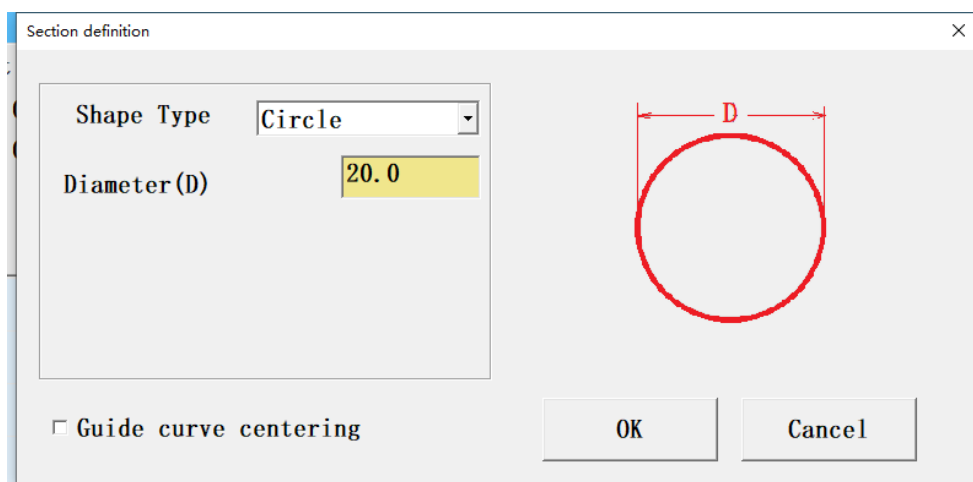 Section definition
Shape Type Circle
Diameter(D) 20.0
D
Guide curve centering
OK Cancel